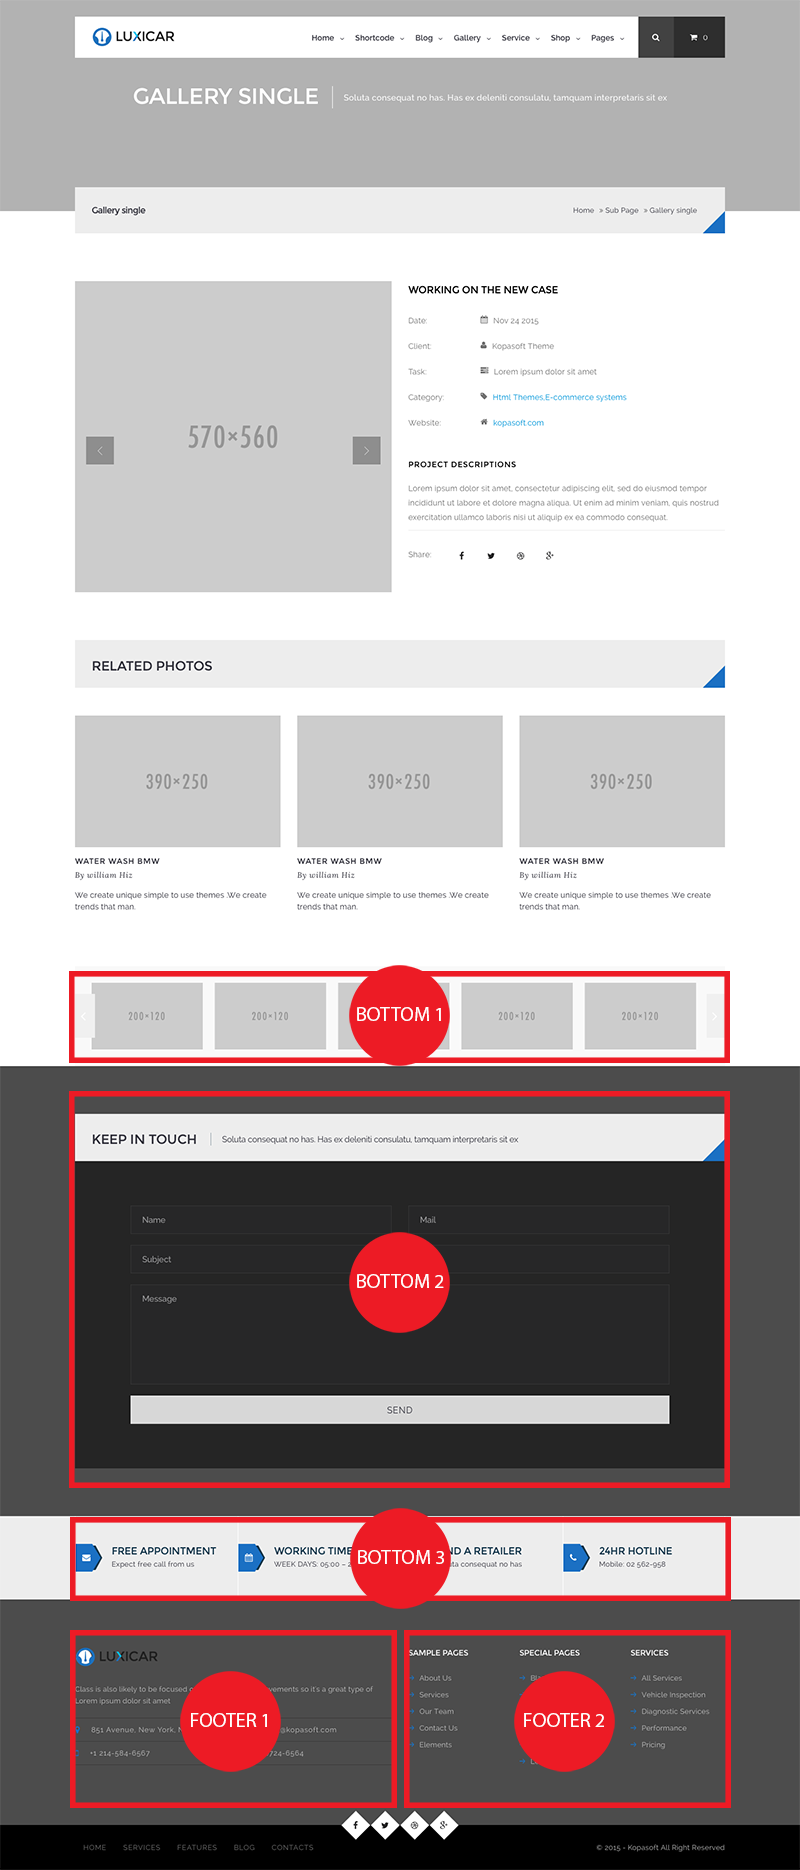 LUXICAR
Home Shortcode Blog Gallery Service Shop Pages 0
GALLERY SINGLE Soluta consequat no has. Has ex deleniti consulatu, tamquam interpretaris sit ex
Gallery single Home » Sub Page » Gallery single
570×560
WORKING ON THE NEW CASE
Date: Nov 24 2015
Client: Kopasoft Theme
Task: Lorem ipsum dolor sit amet
Category: Html Themes,E-commerce systems
Website: kopasoft.com
PROJECT DESCRIPTIONS
Lorem ipsum dolor sit amet, consectetur adipiscing elit, sed do eiusmod tempor
incididunt ut labore et dolore magna aliqua. Ut enim ad minim veniam, quis nostrud
exercitation ullamco laboris nisi ut aliquip ex ea commodo consequat.
Share:
RELATED PHOTOS
390×250 390×250 390×250
WATER WASH BMW WATER WASH BMW WATER WASH BMW
By william Hiz By william Hiz By william Hiz
We create unique simple to use themes .We create We create unique simple to use themes .We create We create unique simple to use themes .We create
trends that man. trends that man. trends that man.
200×120 200×120 BOTTOM 1 200×120 200×120
KEEP IN TOUCH Soluta consequat no has. Has ex deleniti consulatu, tamquam interpretaris sit ex
Name Mail
Subject
BOTTOM 2
Message
SEND
FREE APPOINTMENT WORKING TIME ND A RETAILER 24HR HOTLINE
BOTTOM 3
Expect free call from us WEEK DAYS: 05:00 – 2 uta consequat no has Mobile: 02 562-958
LUXICAR
Class is also likely to be focused vements so it's a great type of
Lorem ipsum dolor sit amet
FOOTER 1
851 Avenue, New York, @kopasoft.com
+1 214-584-6567 724-6564
SAMPLE PAGES SPECIAL PAGES SERVICES
About Us All Services
Services Vehicle Inspection
Our Team Diagnostic Services
FOOTER 2
Contact Us Performance
Elements Pricing
HOME SERVICES FEATURES BLOG CONTACTS © 2015 - Kopasoft All Right Reserved